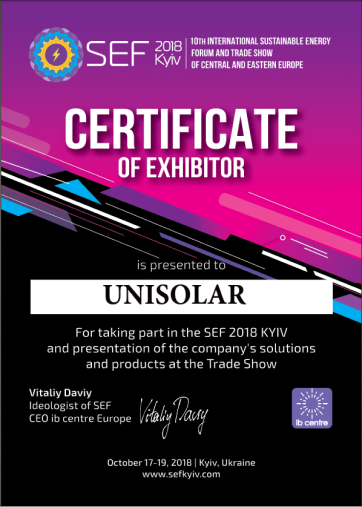 SEF 2018 Kyiv
10TH INTERNATIONAL SUSTAINABLE ENERGY
FORUM AND TRADE SHOW
OF CENTRAL AND EASTERN EUROPE
CERTIFICATE
OF EXHIBITOR
is presented to
UNISOLAR
For taking part in the SEF 2018 KYIV
and presentation of the company's solutions
and products at the Trade Show
Vitaliy Daviy
Ideologist of SEF
CEO ib centre Europe
Vitaliy Daviy
ib centre
October 17-19, 2018 | Kyiv, Ukraine
www.sefkyiv.com